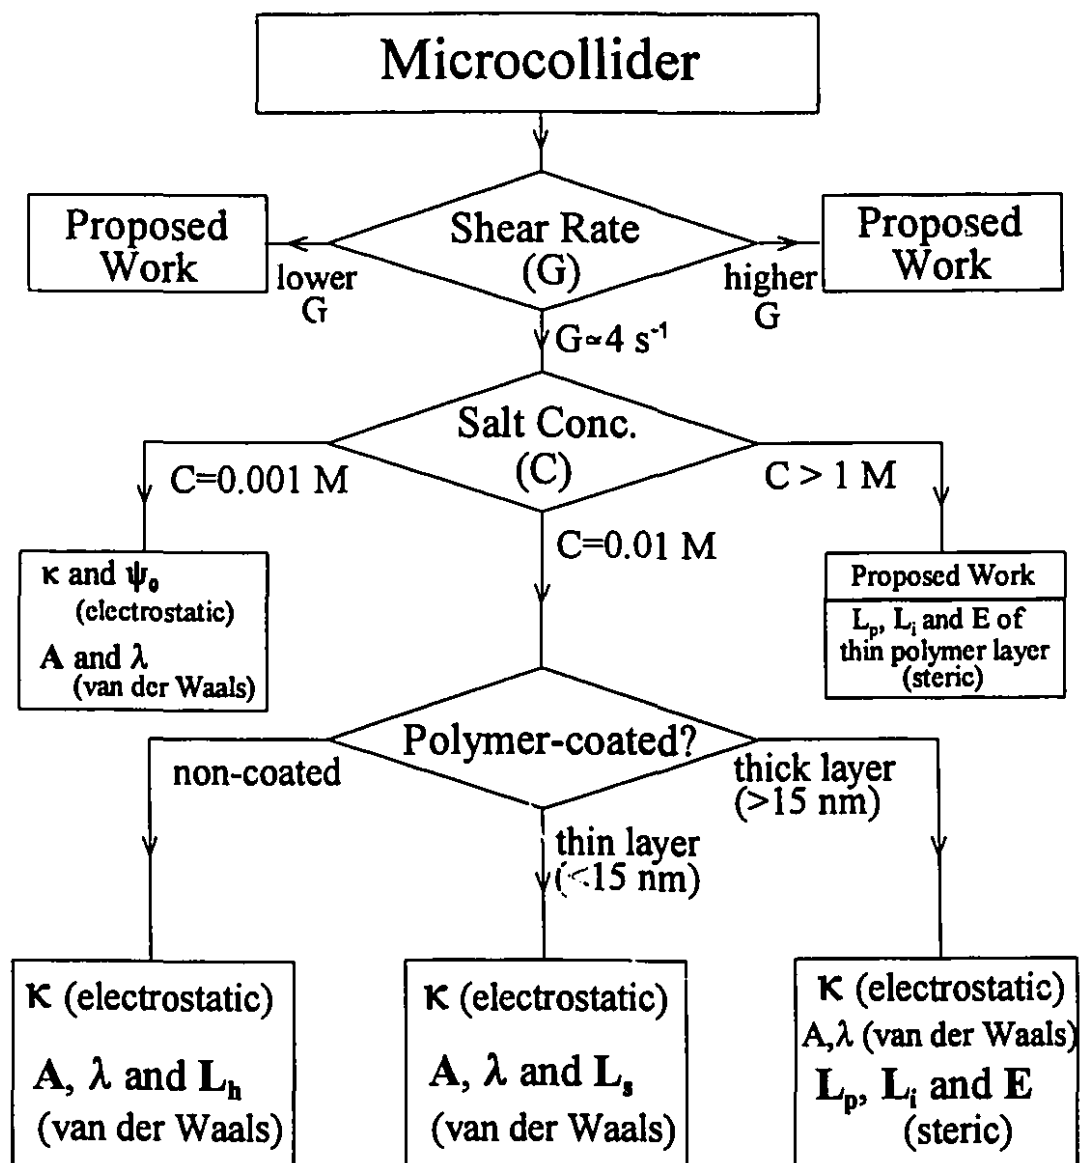 Microcollider
Shear Rate
(G)
Proposed
Work
lower
G
Proposed
Work
higher
G
G≃4 s⁻¹
Salt Conc.
(C)
C=0.001 M
C > 1 M
C=0.01 M
κ and ψ₀
(electrostatic)
A and λ
(van der Waals)
Proposed Work
Lₚ, Lᵢ and E of
thin polymer layer
(steric)
Polymer-coated?
non-coated
thick layer
(>15 nm)
thin layer
(<15 nm)
κ (electrostatic)
A, λ and Lₕ
(van der Waals)
κ (electrostatic)
A, λ and Lₛ
(van der Waals)
κ (electrostatic)
A,λ (van der Waals)
Lₚ, Lᵢ and E
(steric)